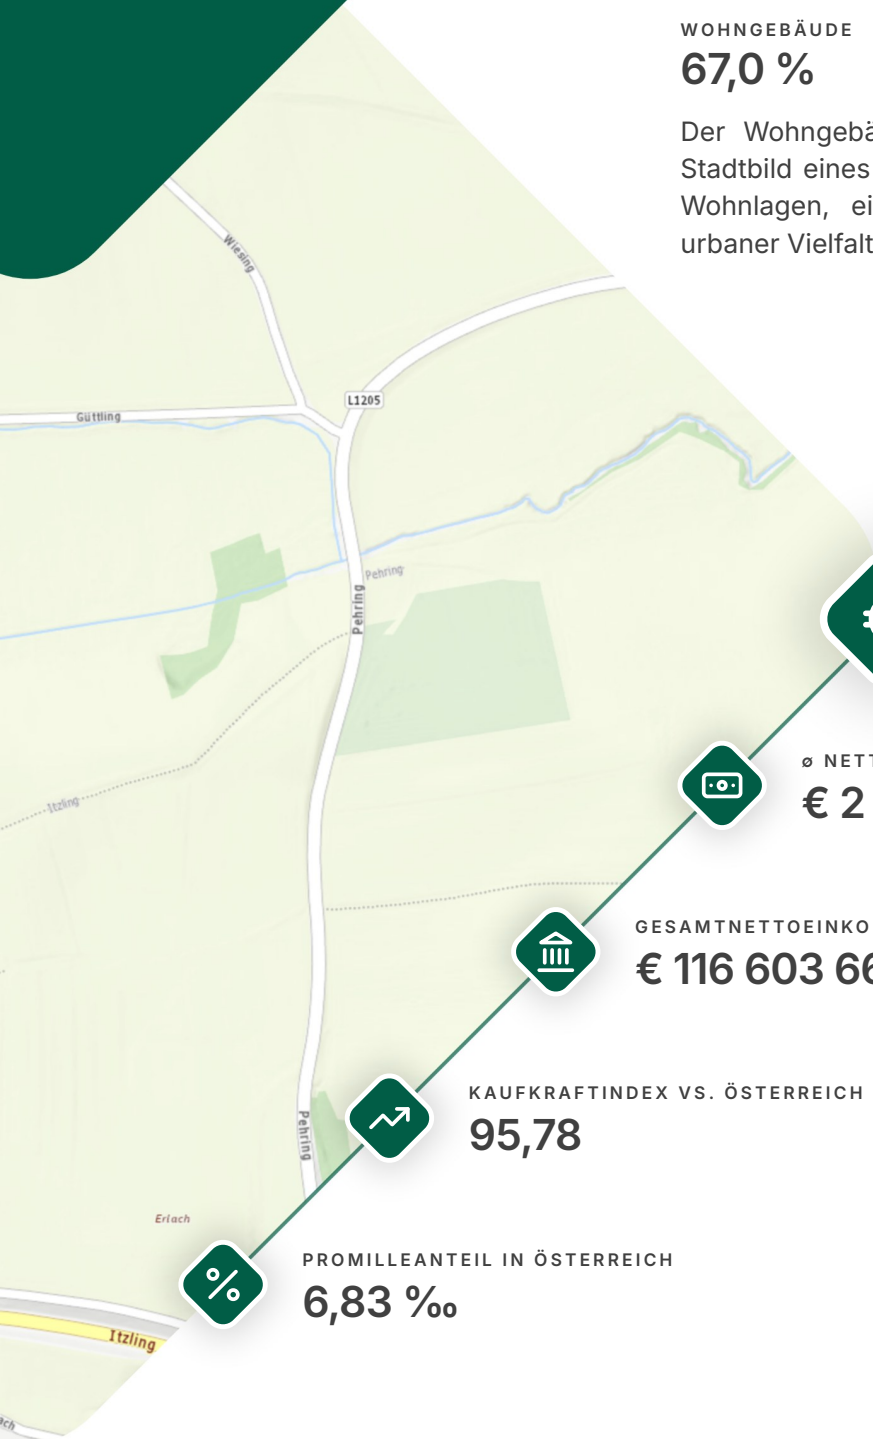 WOHNGEBÄUDE
67,0 %
Der Wohngebä
Stadtbild eines
Wohnlagen, ei
urbaner Vielfalt
Wiesing
L1205
Güttling
Pehring
Pehring
Itzling
ø NETT
€ 2
GESAMTNETTOEINKO
€ 116 603 66
KAUFKRAFTINDEX VS. ÖSTERREICH
95,78
Pehring
Erlach
PROMILLEANTEIL IN ÖSTERREICH
6,83 ‰
Itzling
ach